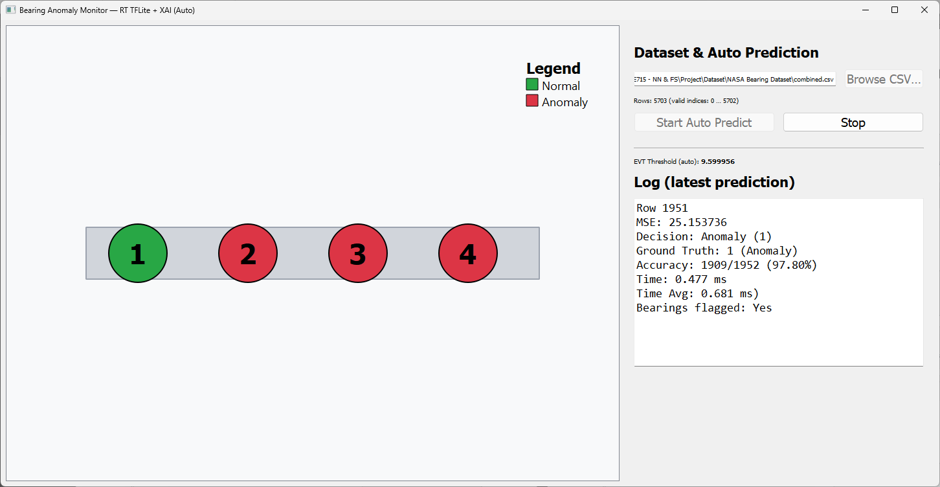 Bearing Anomaly Monitor — RT TFLite + XAI (Auto)
Legend
Normal
Anomaly
1 2 3 4
Dataset & Auto Prediction
E715 - NN & FS\Project\Dataset\NASA Bearing Dataset\combined.csv
Browse CSV...
Rows: 5703 (valid indices: 0 ... 5702)
Start Auto Predict
Stop
EVT Threshold (auto): 9.599956
Log (latest prediction)
Row 1951
MSE: 25.153736
Decision: Anomaly (1)
Ground Truth: 1 (Anomaly)
Accuracy: 1909/1952 (97.80%)
Time: 0.477 ms
Time Avg: 0.681 ms)
Bearings flagged: Yes